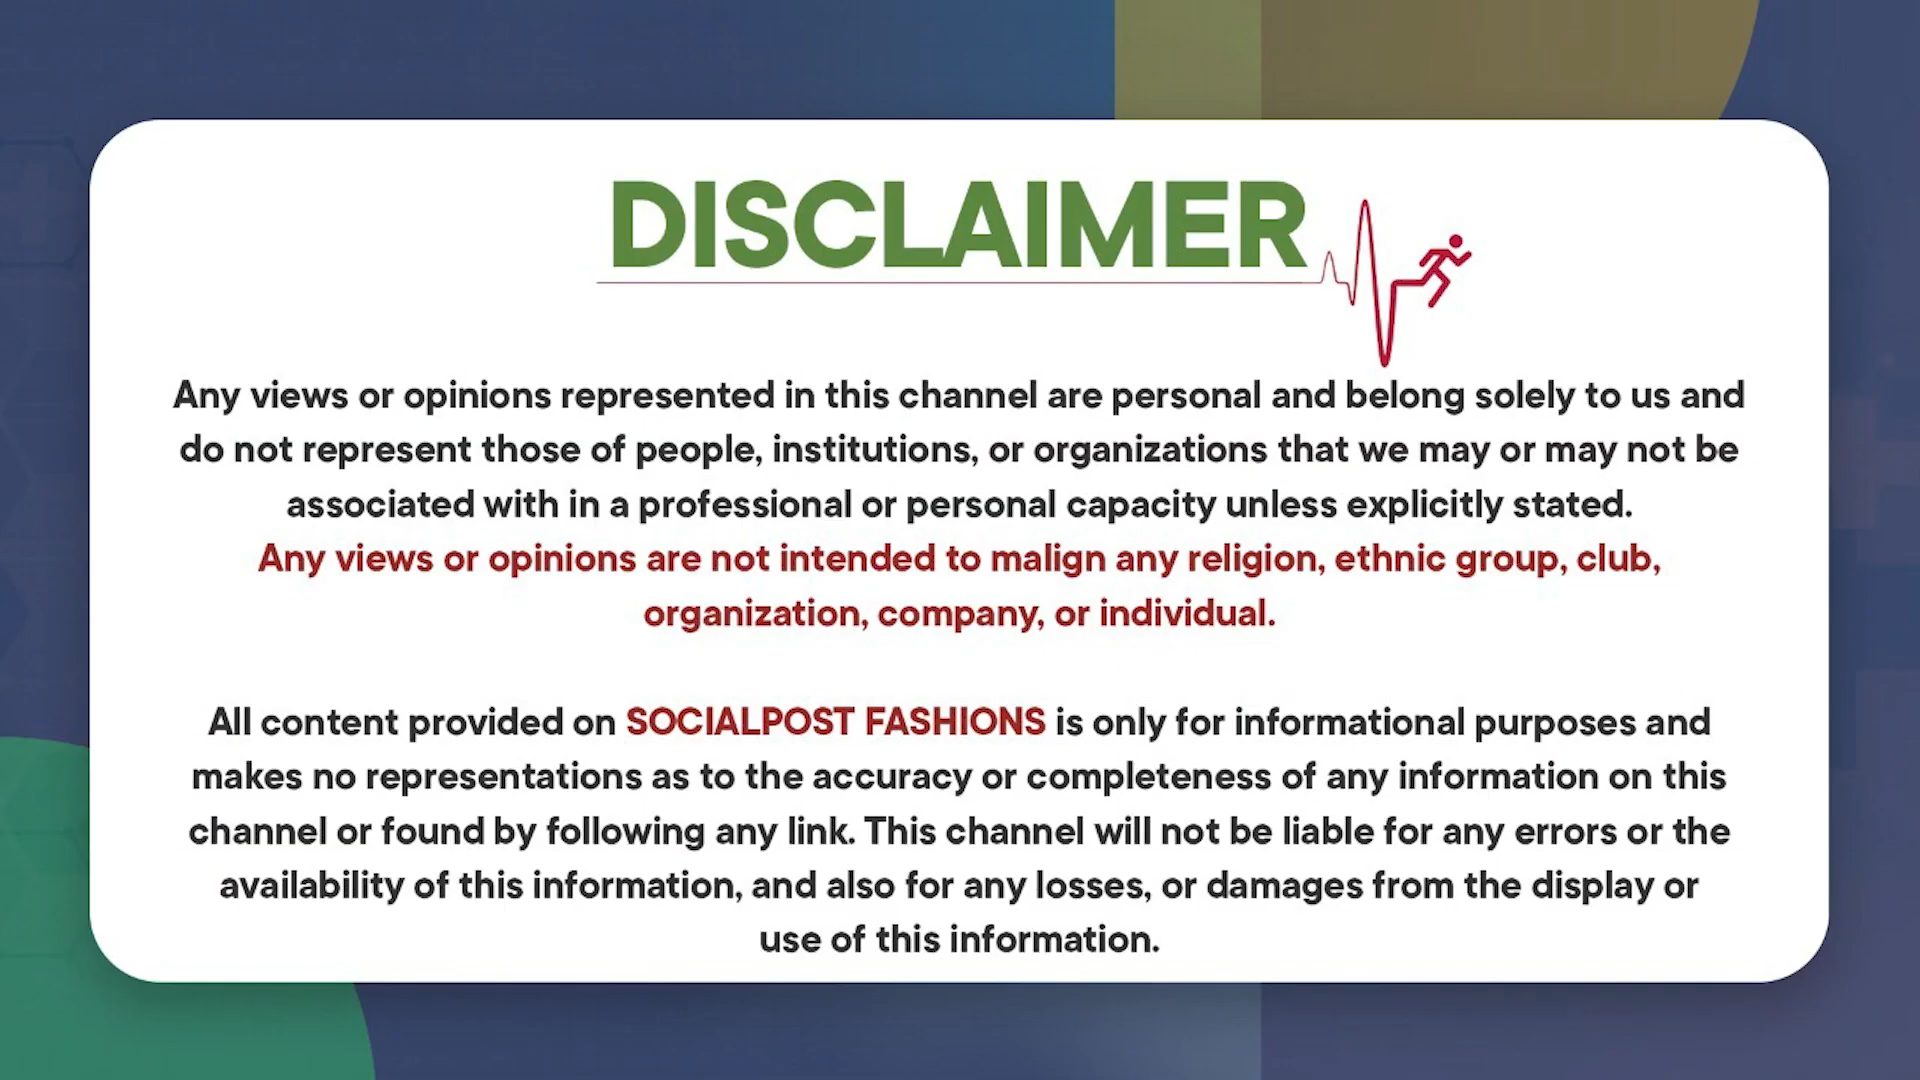 DISCLAIMER
Any views or opinions represented in this channel are personal and belong solely to us and
do not represent those of people, institutions, or organizations that we may or may not be
associated with in a professional or personal capacity unless explicitly stated.
Any views or opinions are not intended to malign any religion, ethnic group, club,
organization, company, or individual.
All content provided on SOCIALPOST FASHIONS is only for informational purposes and
makes no representations as to the accuracy or completeness of any information on this
channel or found by following any link. This channel will not be liable for any errors or the
availability of this information, and also for any losses, or damages from the display or
use of this information.